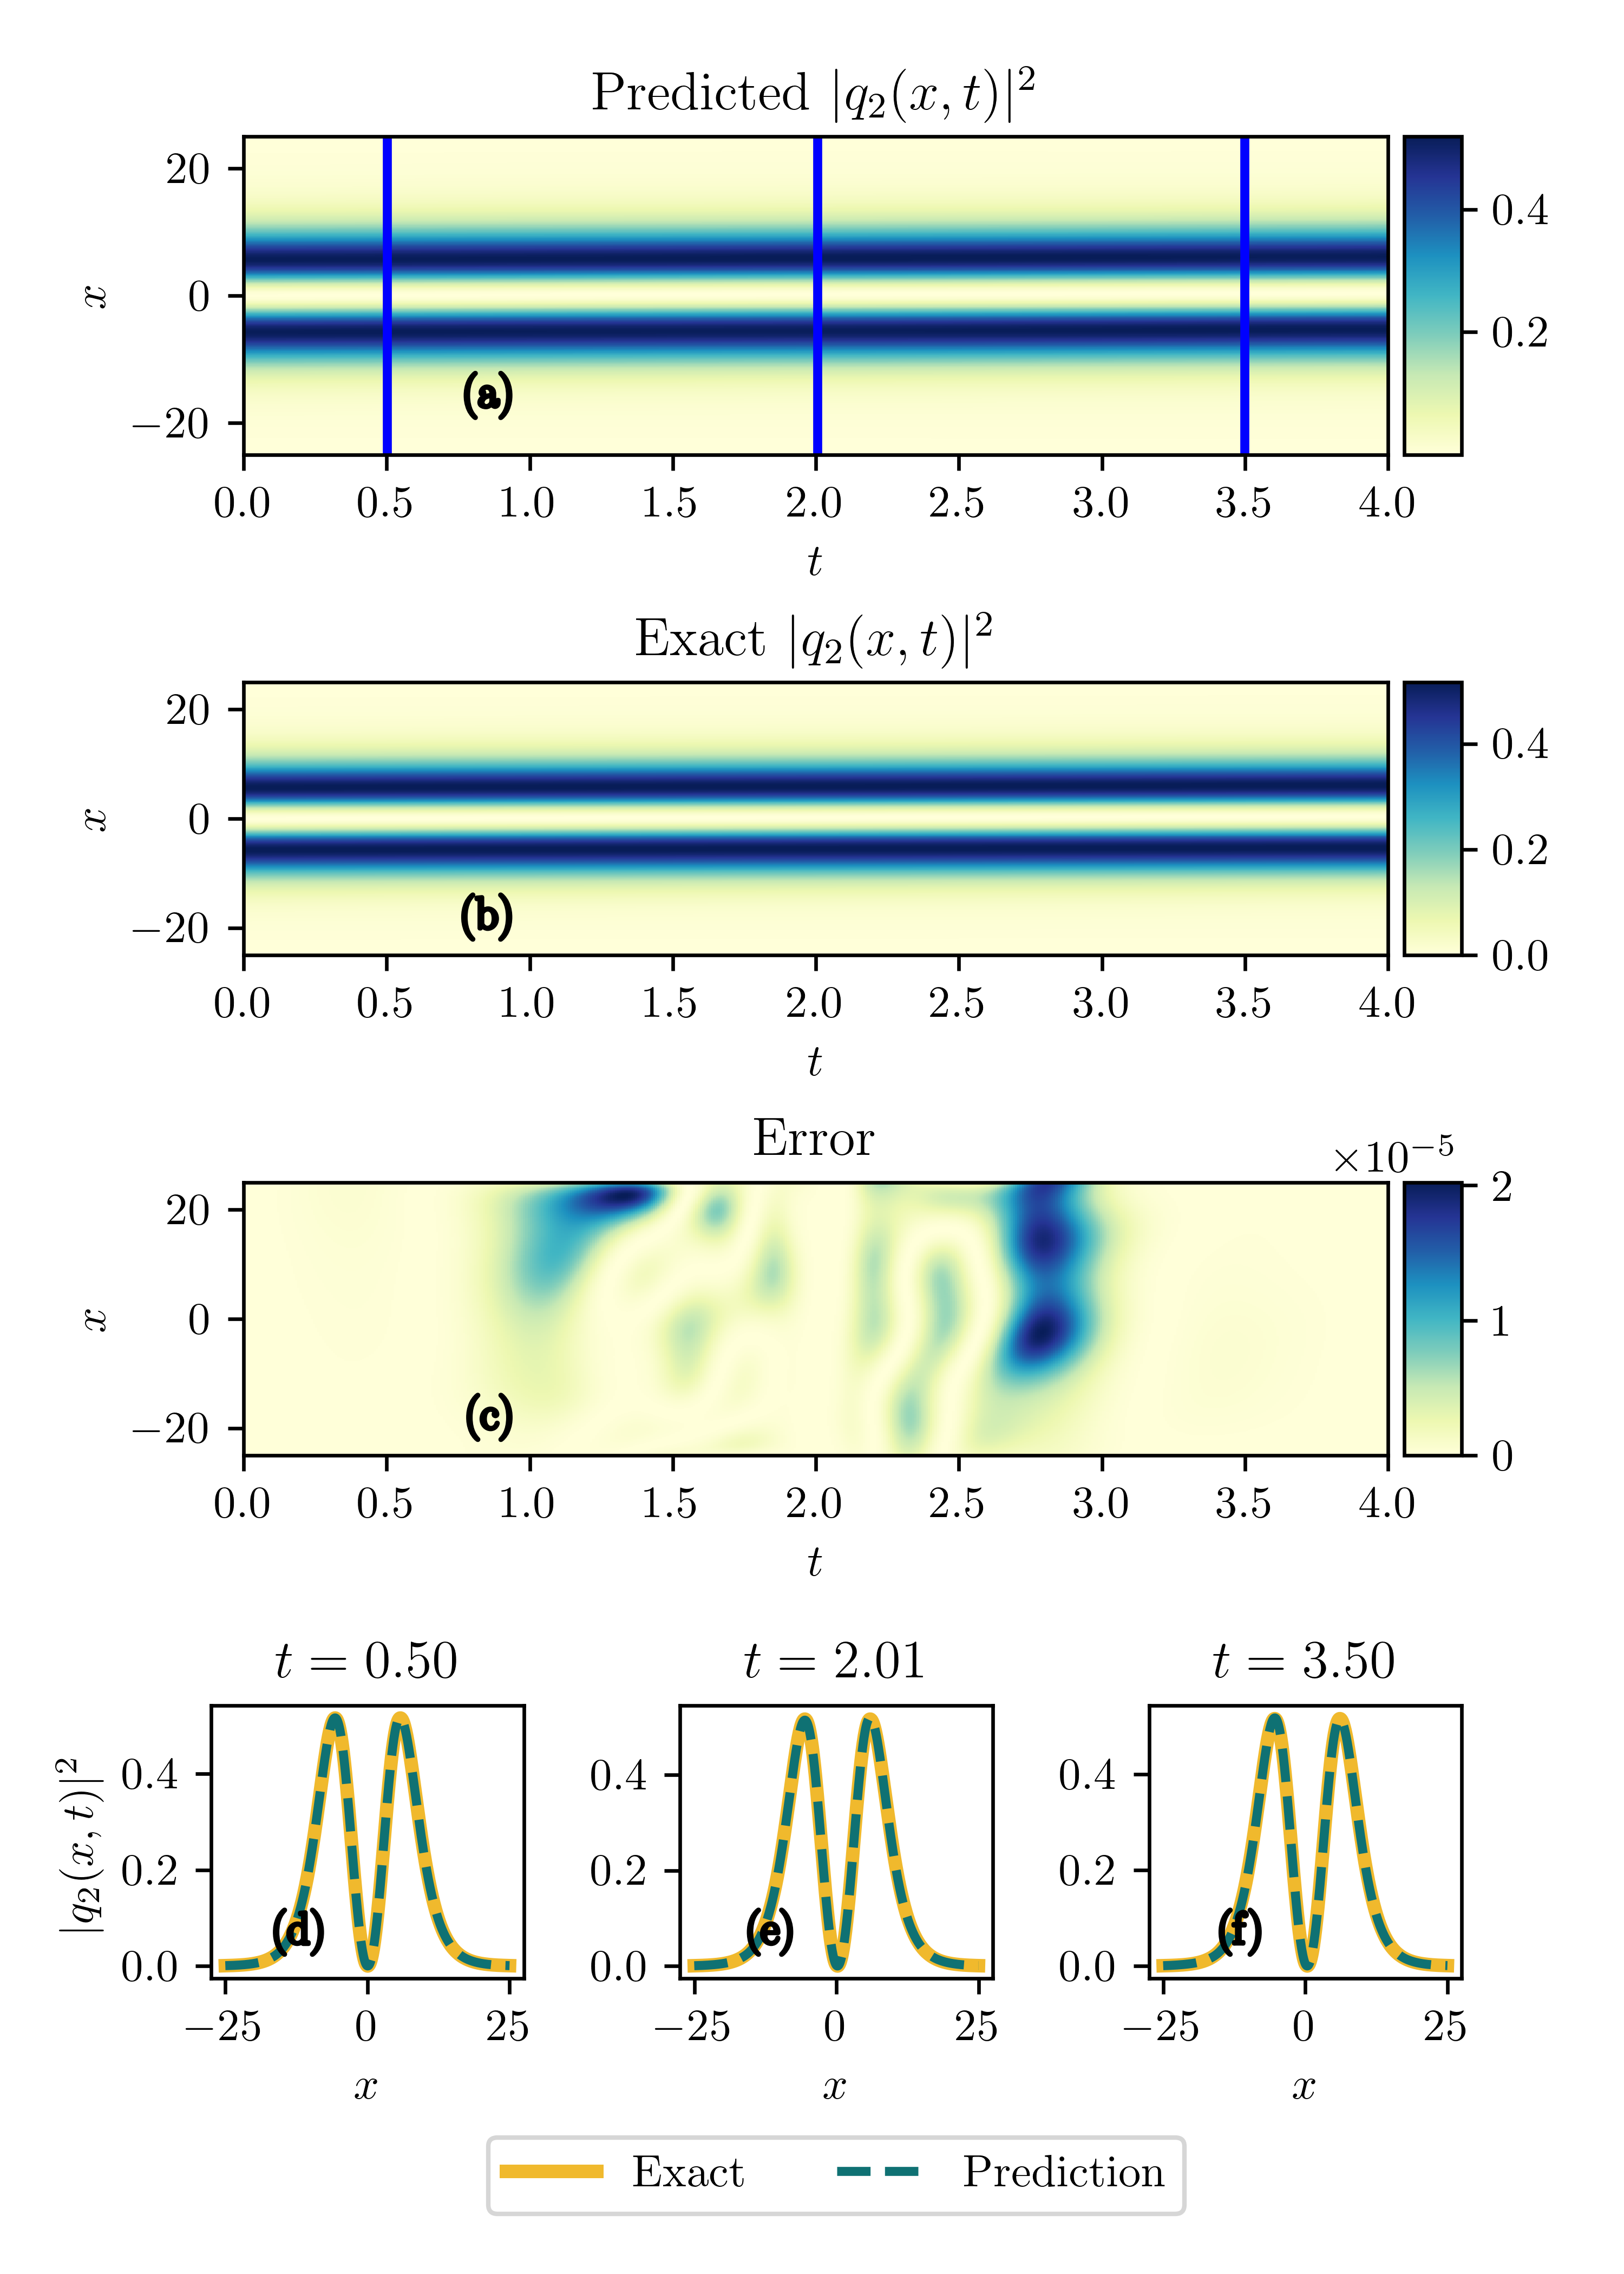 Predicted |q₂(x, t)|²
20
0
−20
x
0.4
0.2
(a)
0.0 0.5 1.0 1.5 2.0 2.5 3.0 3.5 4.0
t
Exact |q₂(x, t)|²
20
0
−20
x
0.4
0.2
0.0
(b)
0.0 0.5 1.0 1.5 2.0 2.5 3.0 3.5 4.0
t
Error
×10⁻⁵
20
0
−20
x
2
1
0
(c)
0.0 0.5 1.0 1.5 2.0 2.5 3.0 3.5 4.0
t
t = 0.50
|q₂(x, t)|²
0.4
0.2
0.0
(d)
−25 0 25
x
t = 2.01
0.4
0.2
0.0
(e)
−25 0 25
x
t = 3.50
0.4
0.2
0.0
(f)
−25 0 25
x
Exact Prediction